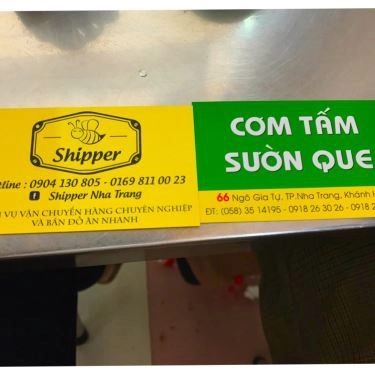 Shipper
otline : 0904 130 805 - 0169 811 00 23
f Shipper Nha Trang
VỤ VẬN CHUYỂN HÀNG CHUYÊN NGHIỆP
VÀ BÁN ĐỒ ĂN NHANH
CƠM TẤM
SƯỜN QUE
66 Ngô Gia Tự, TP.Nha Trang, Khánh
ĐT: (058) 35 14195 - 0918 26 30 26 - 0918 2